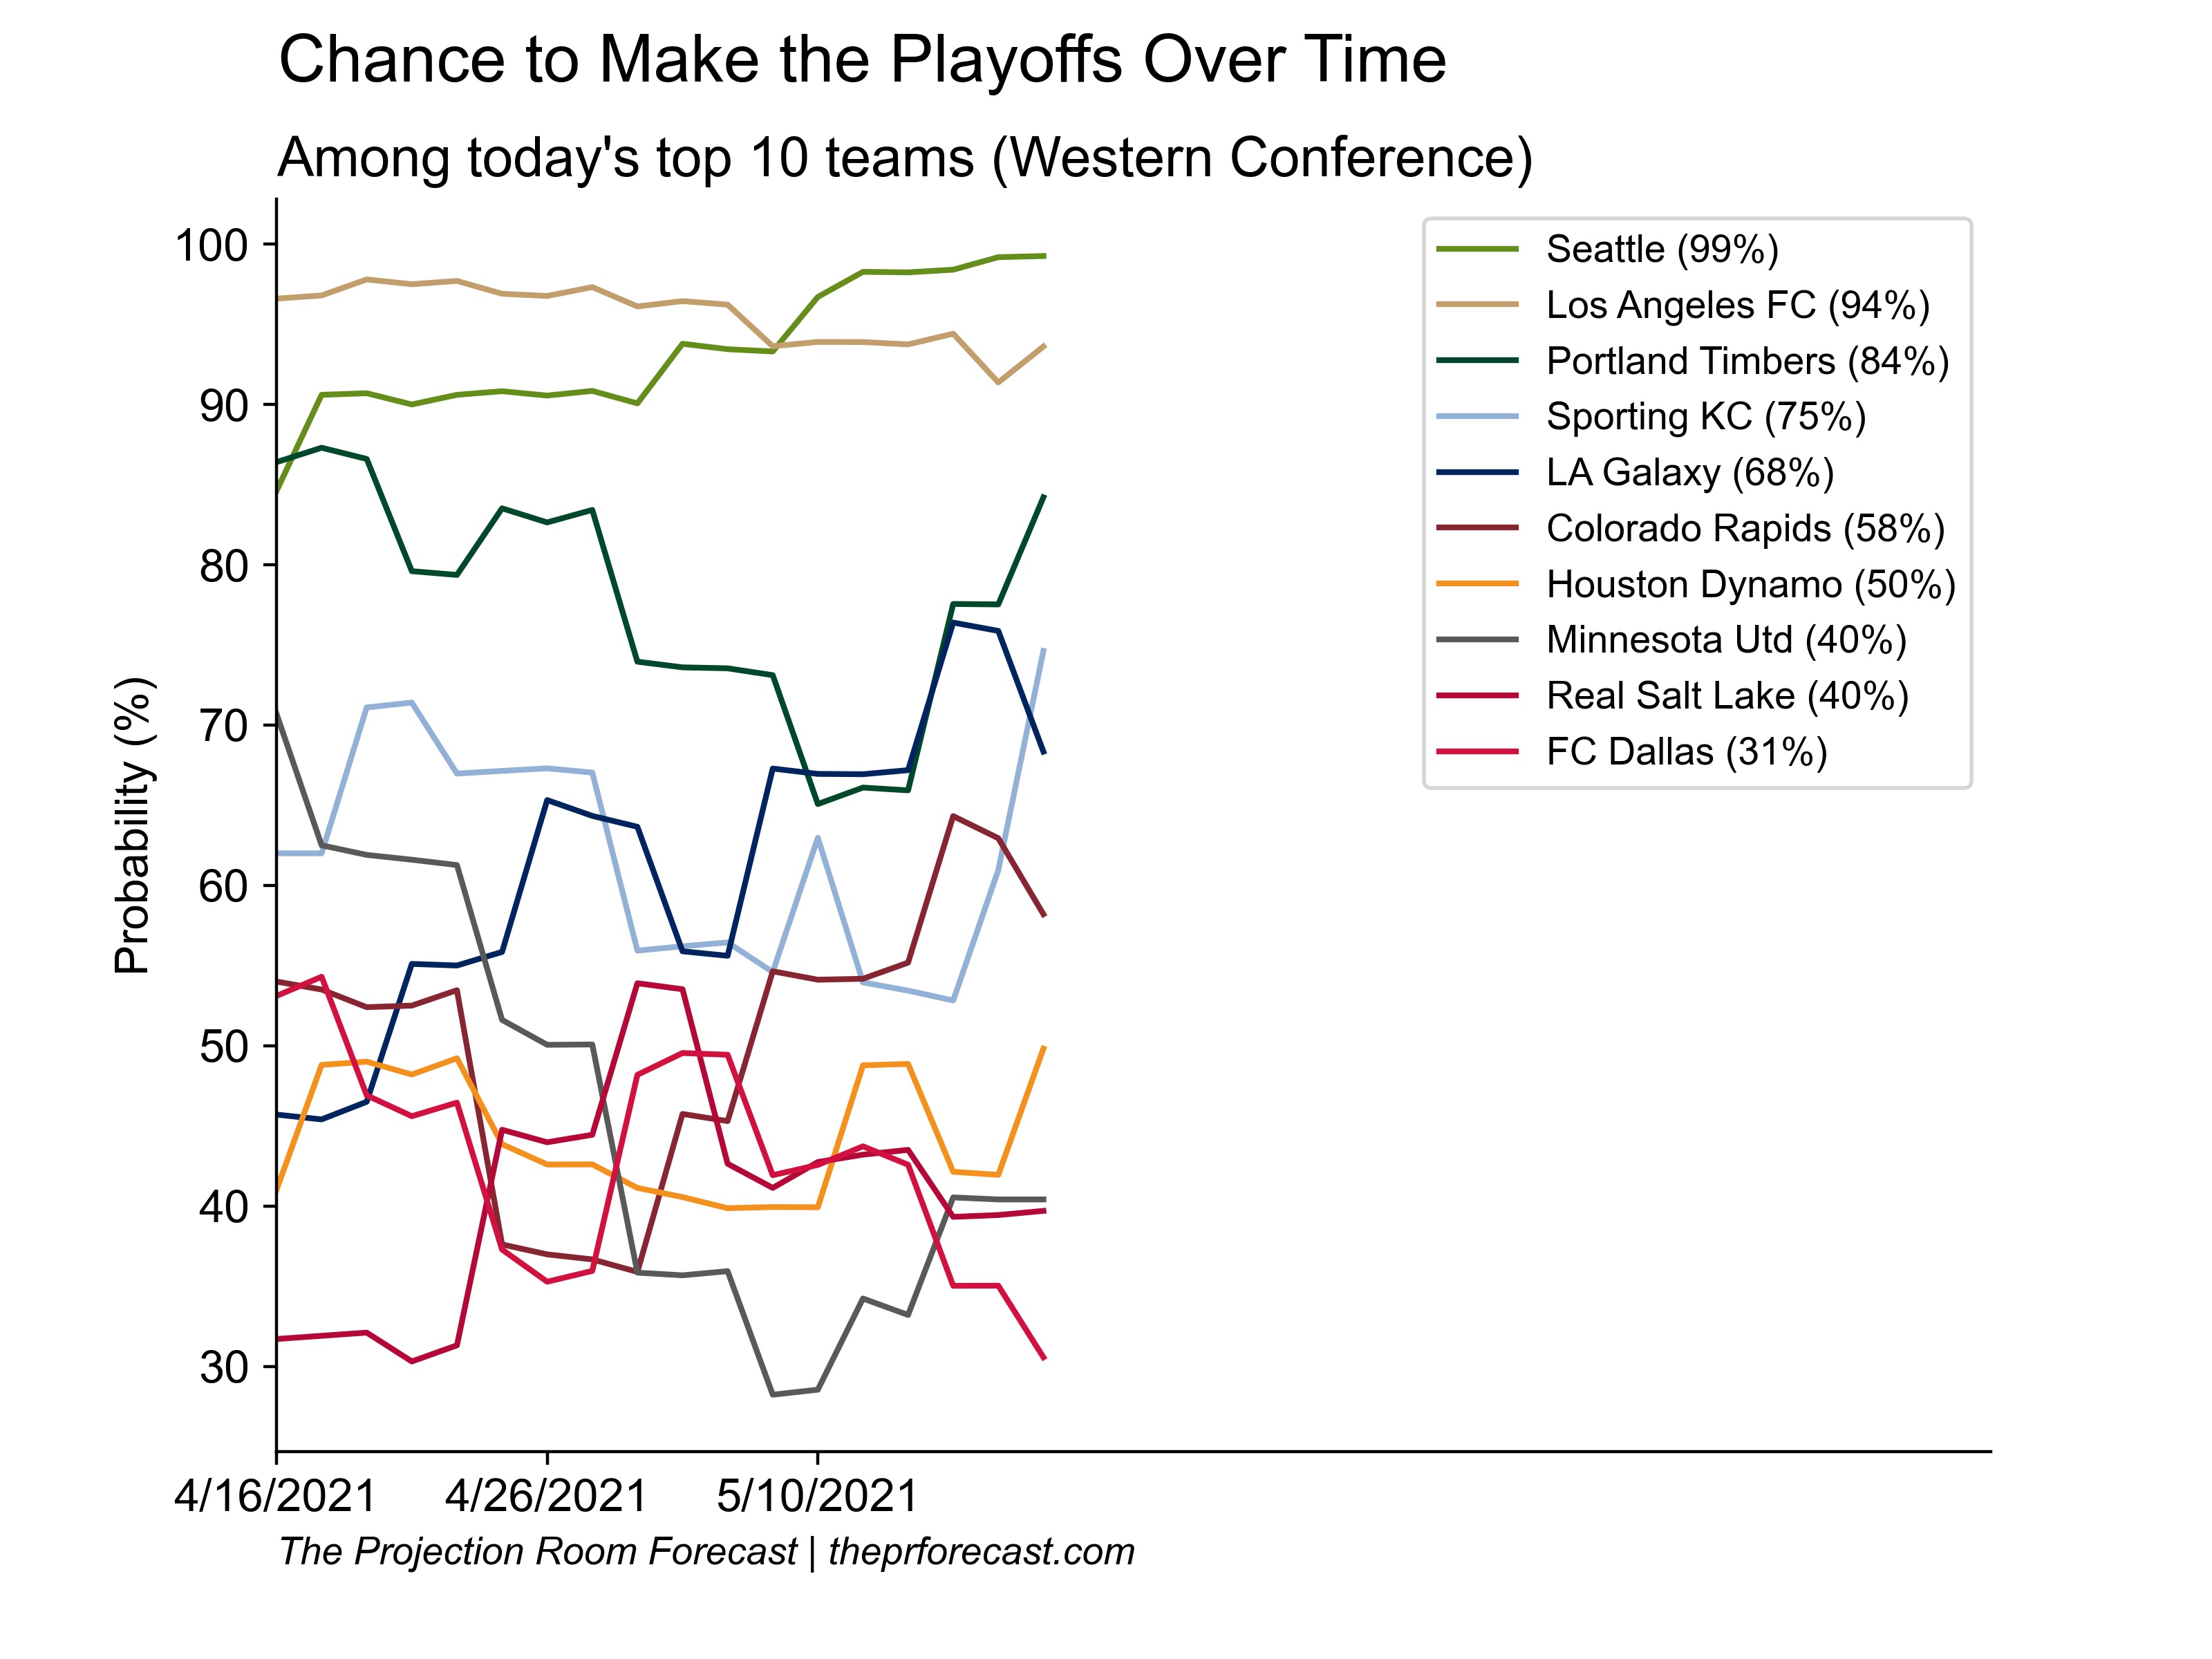 Chance to Make the Playoffs Over Time
Among today's top 10 teams (Western Conference)
100
90
80
70
60
50
40
30
Probability (%)
Seattle (99%)
Los Angeles FC (94%)
Portland Timbers (84%)
Sporting KC (75%)
LA Galaxy (68%)
Colorado Rapids (58%)
Houston Dynamo (50%)
Minnesota Utd (40%)
Real Salt Lake (40%)
FC Dallas (31%)
4/16/2021 4/26/2021 5/10/2021
The Projection Room Forecast | theprforecast.com